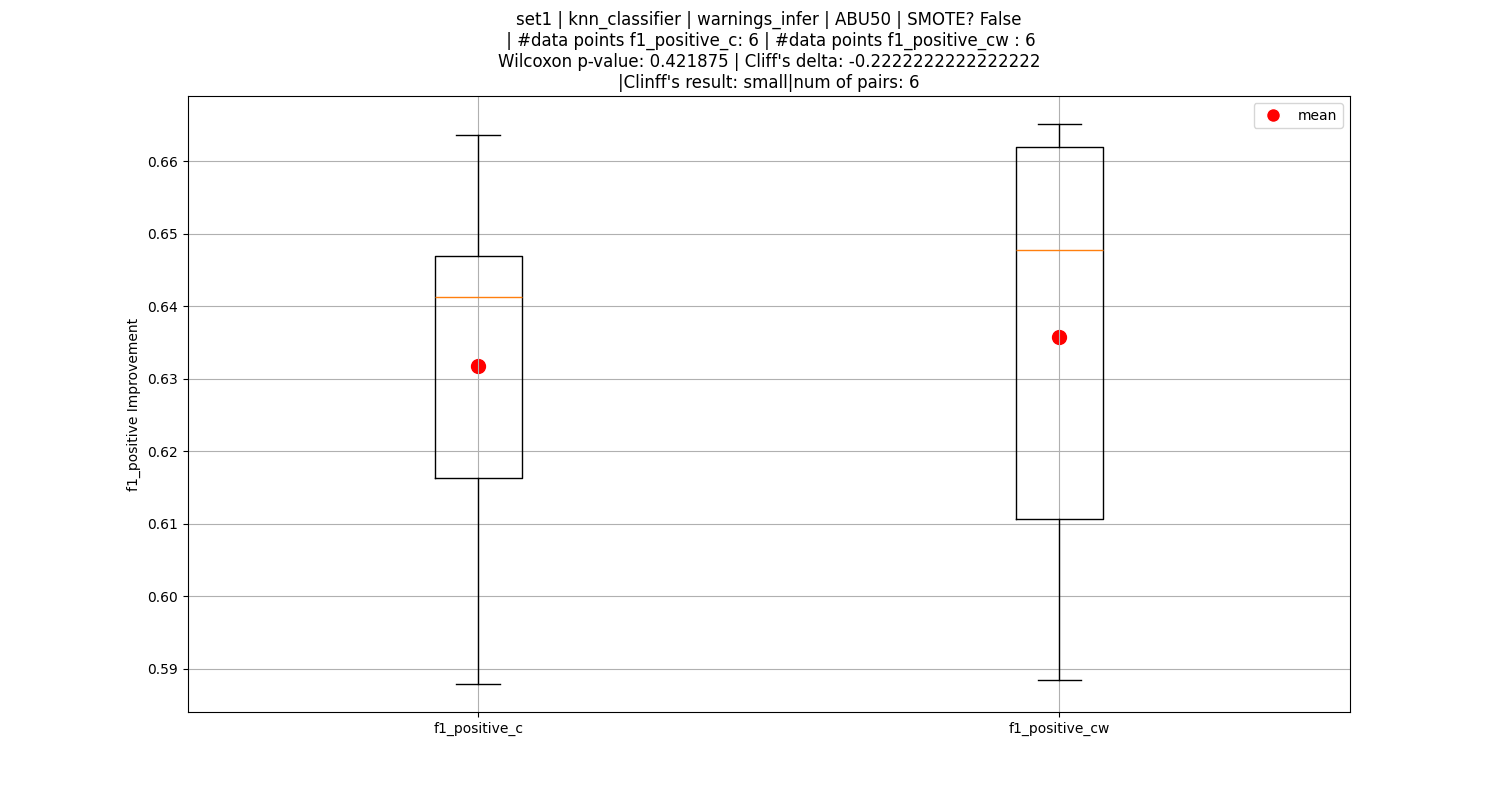 set1 | knn_classifier | warnings_infer | ABU50 | SMOTE? False
| #data points f1_positive_c: 6 | #data points f1_positive_cw : 6
Wilcoxon p-value: 0.421875 | Cliff's delta: -0.2222222222222222
|Clinff's result: small|num of pairs: 6
mean
0.66
0.65
0.64
0.63
0.62
0.61
0.60
0.59
f1_positive Improvement
f1_positive_c
f1_positive_cw